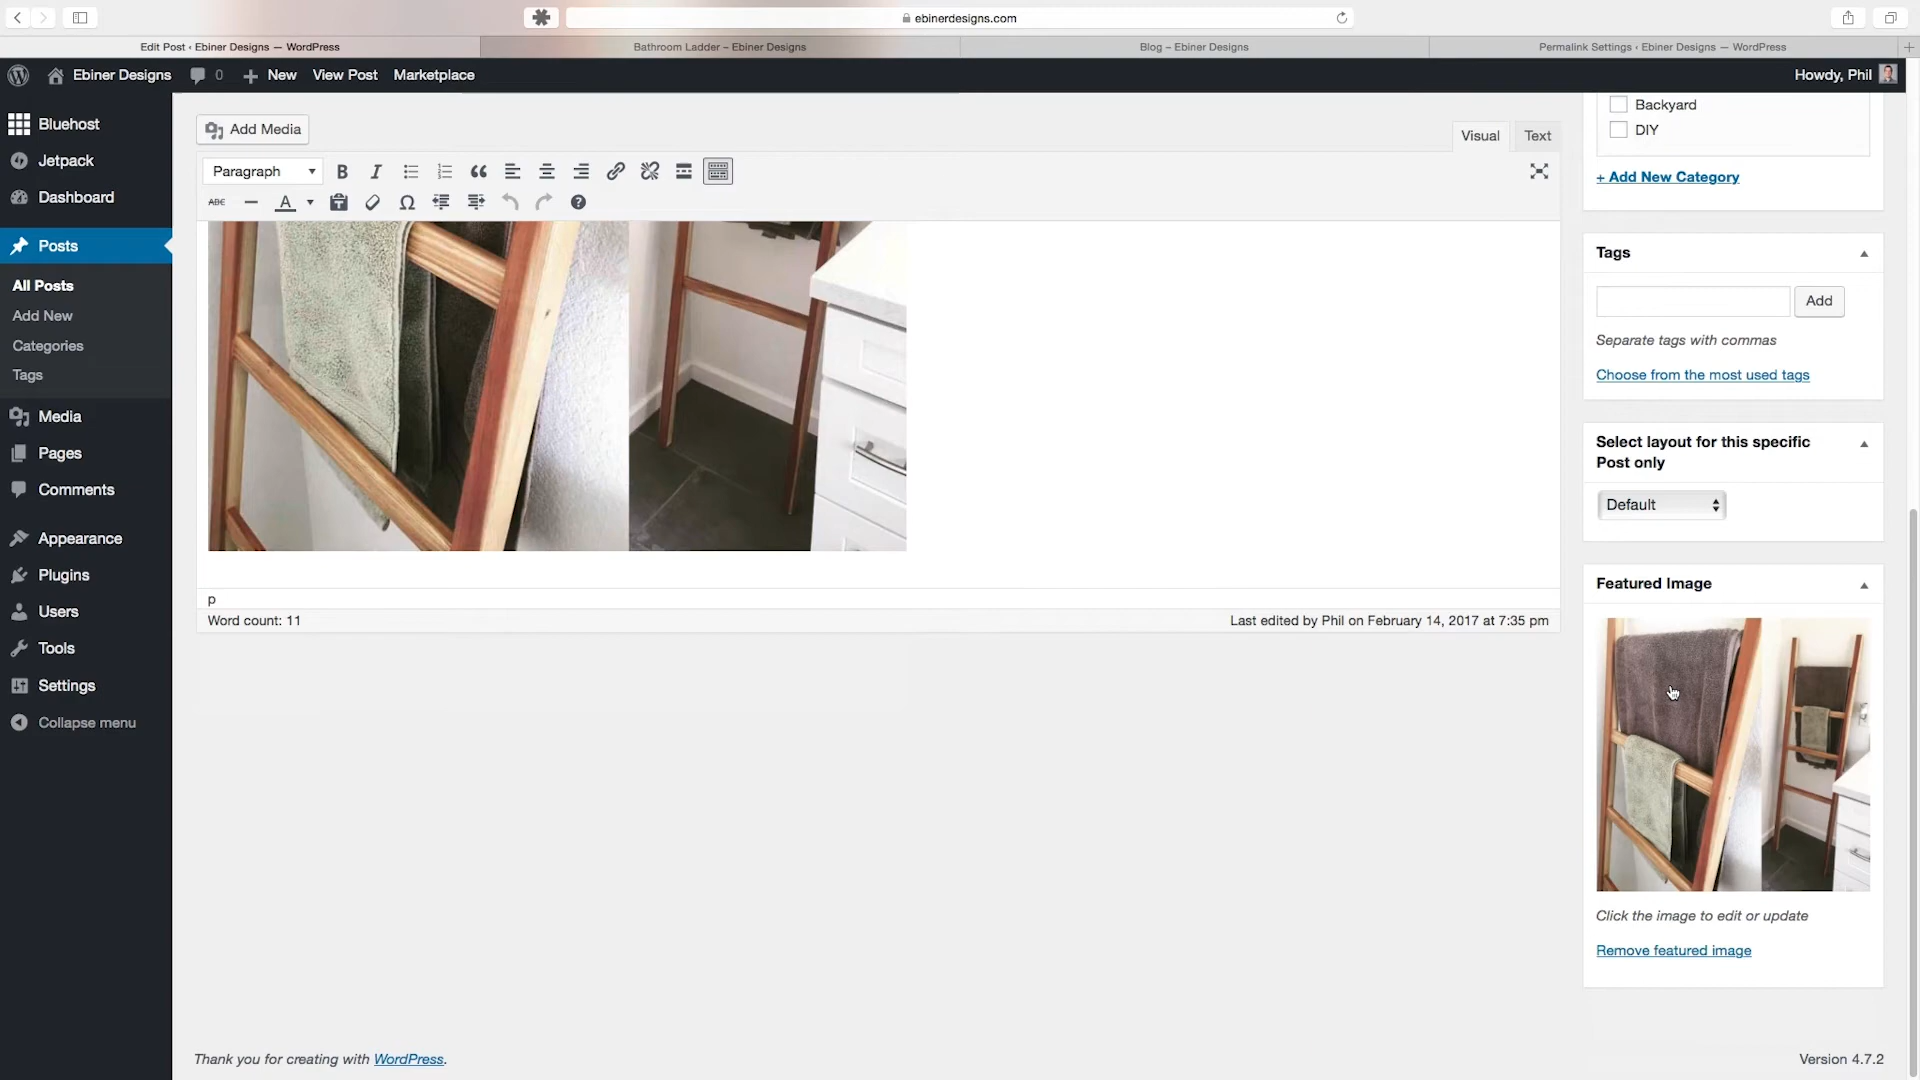 ebinerdesigns.com
Edit Post ‹ Ebiner Designs — WordPress
Bathroom Ladder – Ebiner Designs
Blog – Ebiner Designs
Permalink Settings ‹ Ebiner Designs — WordPress
Ebiner Designs
0
New
View Post
Marketplace
Howdy, Phil
Bluehost
Jetpack
Dashboard
Posts
All Posts
Add New
Categories
Tags
Media
Pages
Comments
Appearance
Plugins
Users
Tools
Settings
Collapse menu
Add Media
Visual
Text
Paragraph
B
I
ABC
A
Ω
p
Word count: 11
Last edited by Phil on February 14, 2017 at 7:35 pm
Backyard
DIY
+ Add New Category
Tags
Add
Separate tags with commas
Choose from the most used tags
Select layout for this specific
Post only
Default
Featured Image
Click the image to edit or update
Remove featured image
Thank you for creating with WordPress.
Version 4.7.2